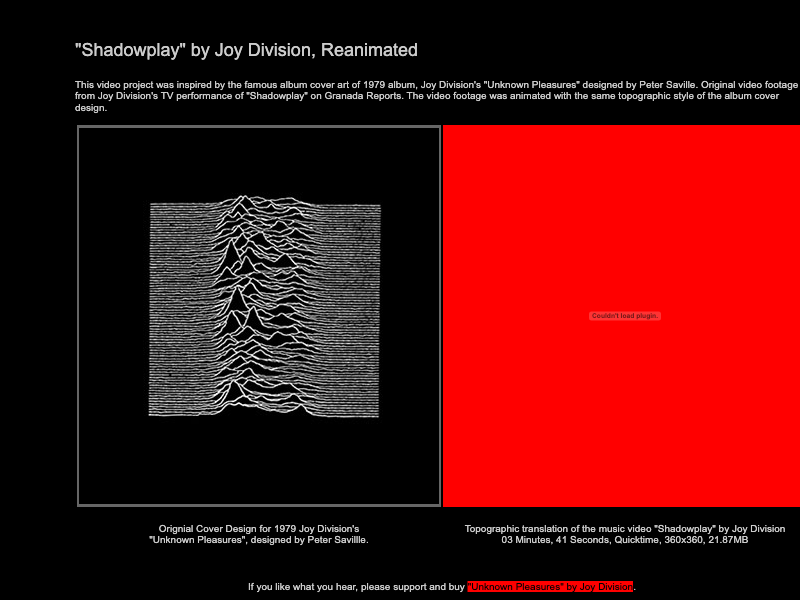 "Shadowplay" by Joy Division, Reanimated
This video project was inspired by the famous album cover art of 1979 album, Joy Division's "Unknown Pleasures" designed by Peter Saville. Original video footage
from Joy Division's TV performance of "Shadowplay" on Granada Reports. The video footage was animated with the same topographic style of the album cover
design.
Couldn't load plugin.
Orignial Cover Design for 1979 Joy Division's
"Unknown Pleasures", designed by Peter Savillle.
Topographic translation of the music video "Shadowplay" by Joy Division
03 Minutes, 41 Seconds, Quicktime, 360x360, 21.87MB
If you like what you hear, please support and buy "Unknown Pleasures" by Joy Division.